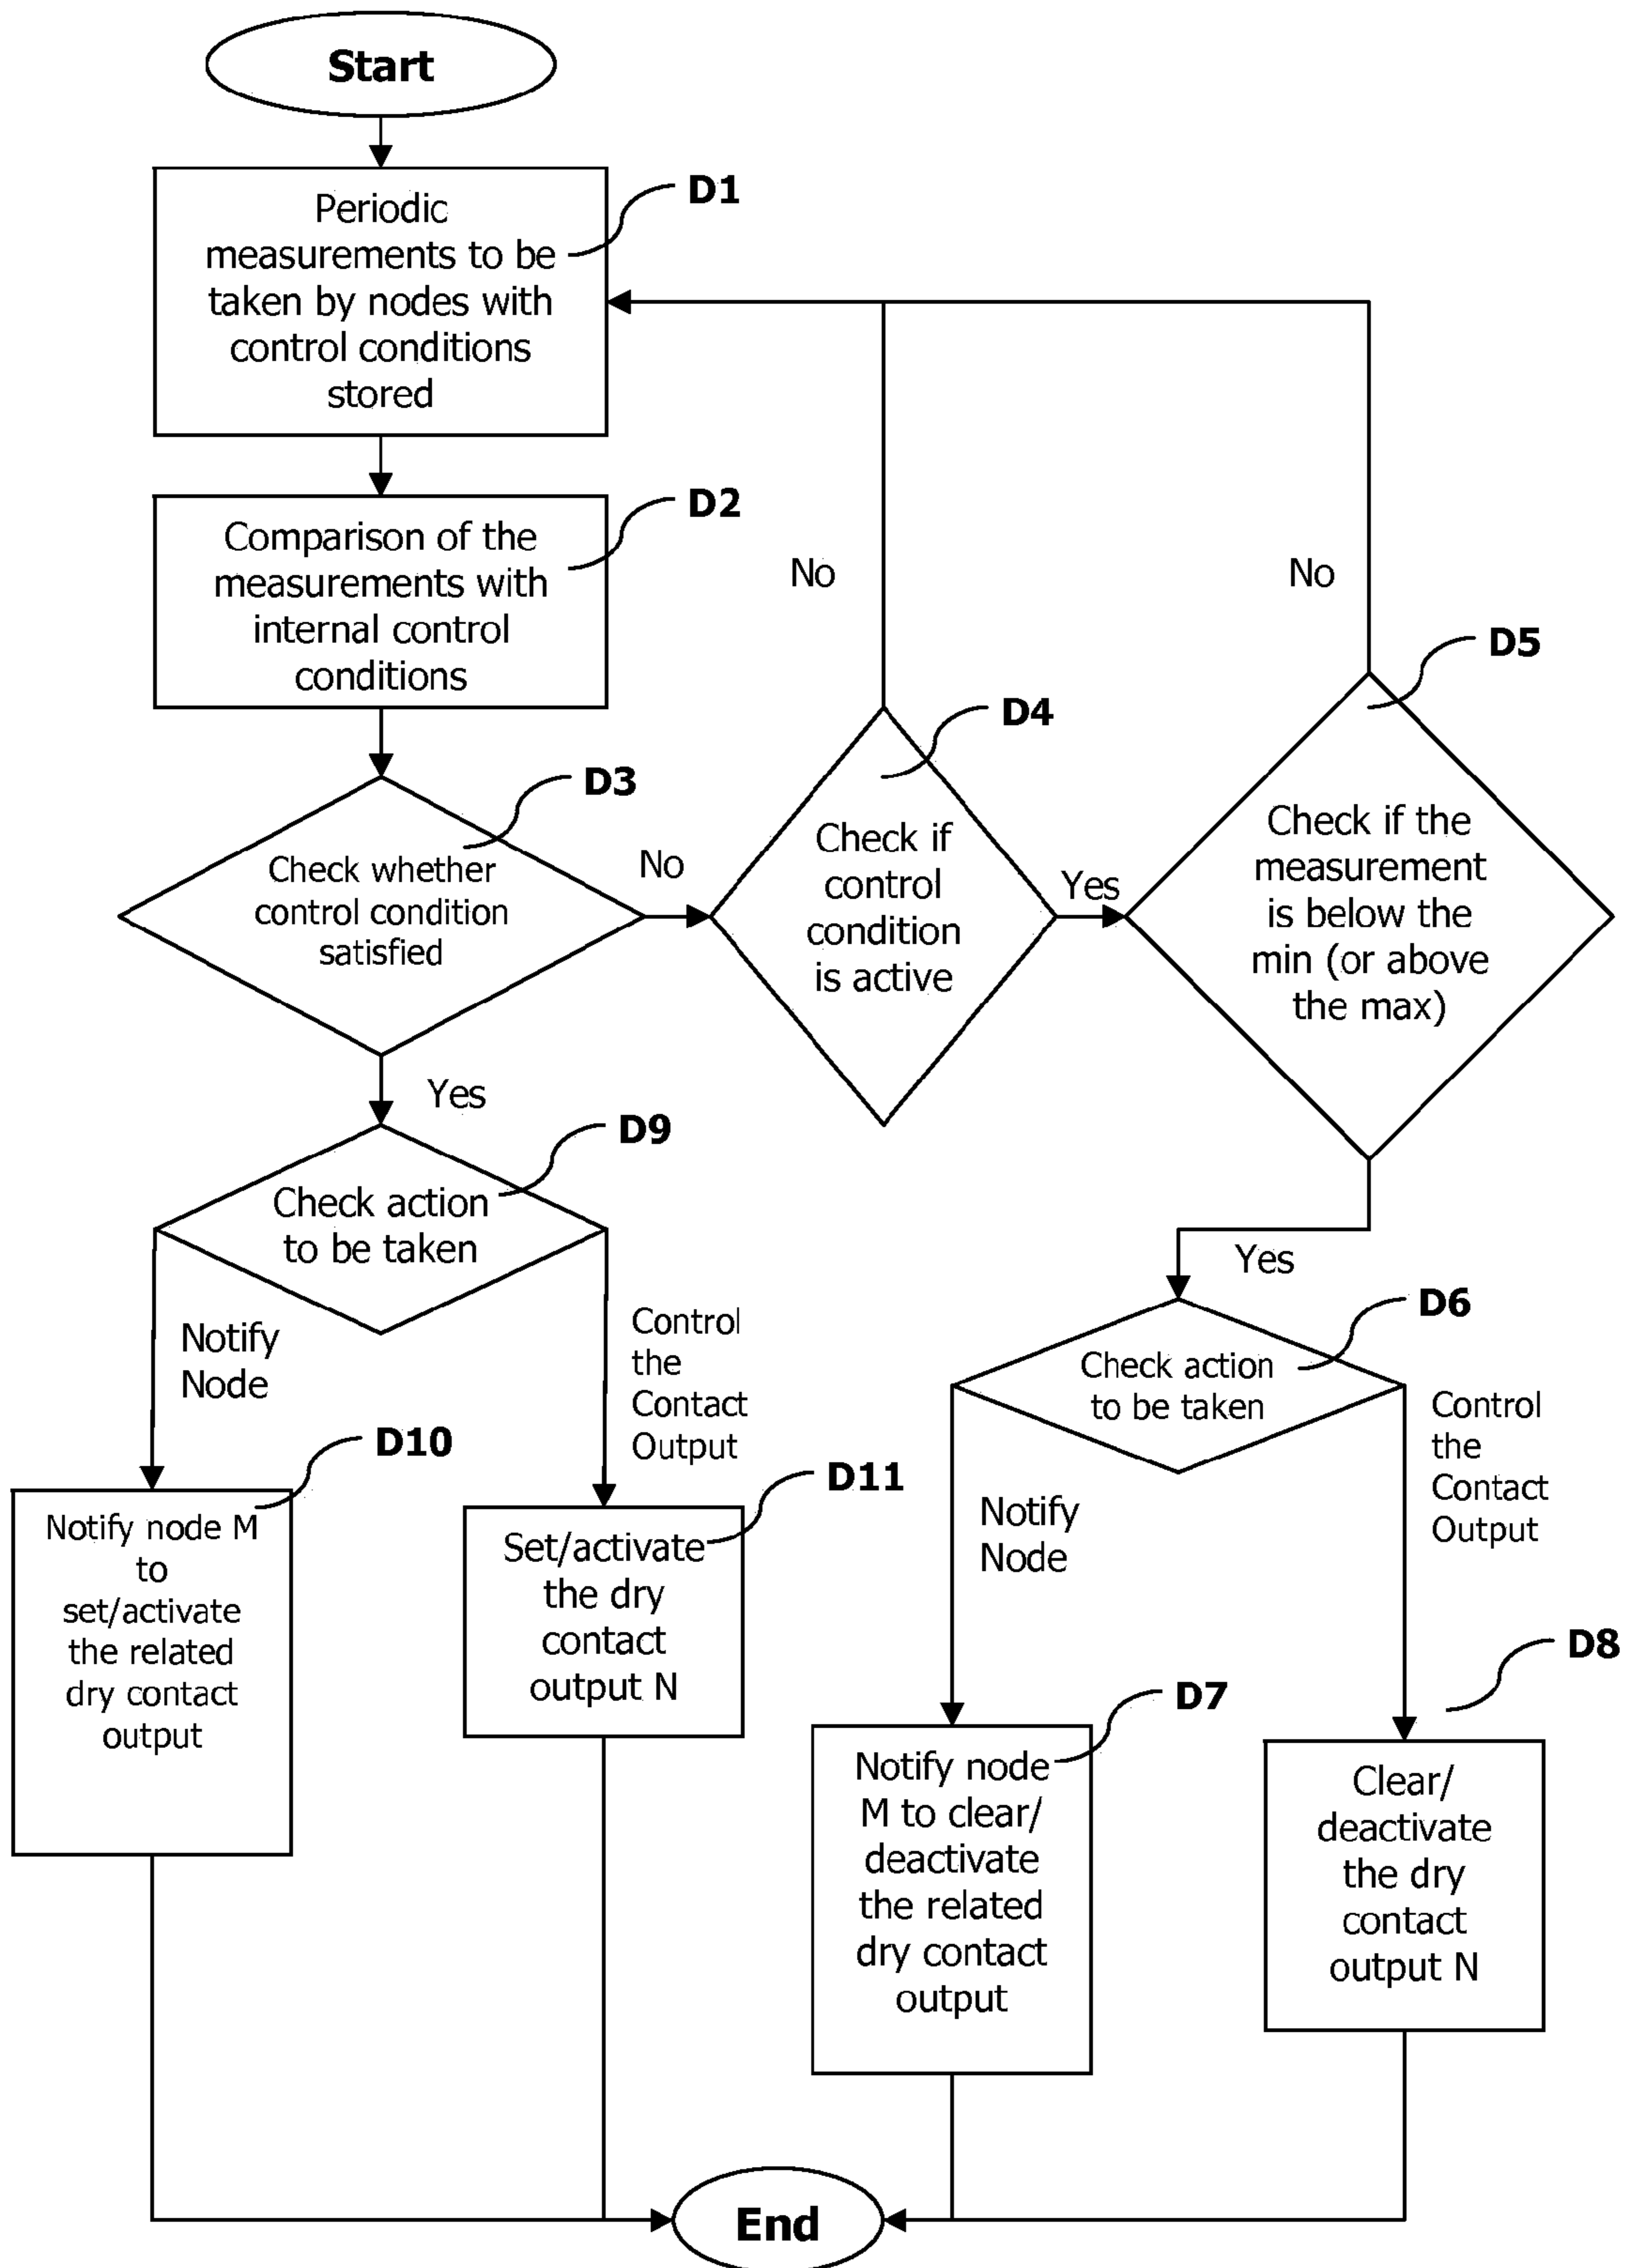 Start
Periodic
measurements to be
taken by nodes with
control conditions
stored
D1
Comparison of the
measurements with
internal control
conditions
D2
Check whether
control condition
satisfied
D3
No
Check if
control
condition
is active
D4
No
Yes
Check if the
measurement
is below the
min (or above
the max)
D5
No
Yes
Yes
Check action
to be taken
D9
Notify
Node
Control
the
Contact
Output
Check action
to be taken
D6
Notify
Node
Control
the
Contact
Output
Notify node M
to
set/activate
the related
dry contact
output
D10
Set/activate
the dry
contact
output N
D11
Notify node
M to clear/
deactivate
the related
dry contact
output
D7
Clear/
deactivate
the dry
contact
output N
D8
End